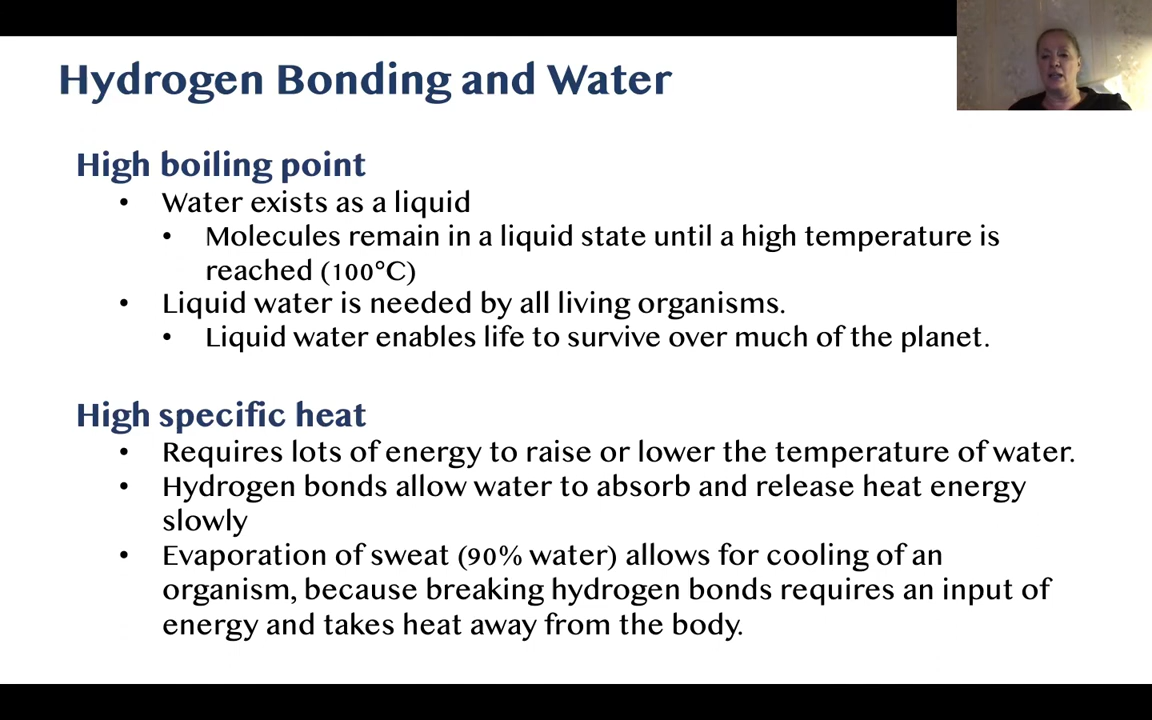 Hydrogen Bonding and Water
High boiling point
• Water exists as a liquid
• Molecules remain in a liquid state until a high temperature is
reached (100°C)
• Liquid water is needed by all living organisms.
• Liquid water enables life to survive over much of the planet.
High specific heat
• Requires lots of energy to raise or lower the temperature of water.
• Hydrogen bonds allow water to absorb and release heat energy
slowly
• Evaporation of sweat (90% water) allows for cooling of an
organism, because breaking hydrogen bonds requires an input of
energy and takes heat away from the body.